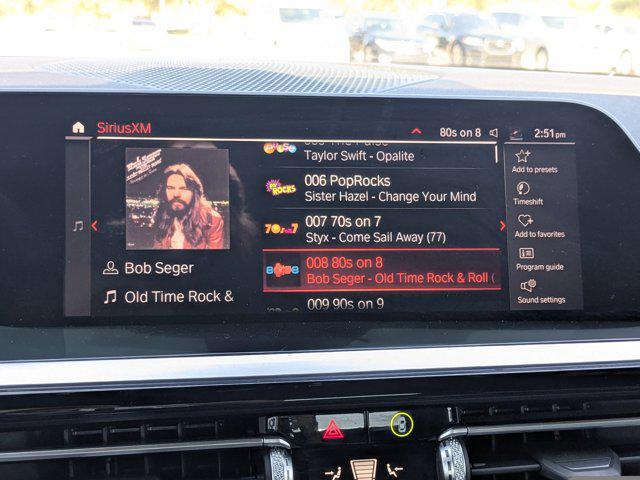 SiriusXM
80s on 8
2:51pm
Taylor Swift - Opalite
006 PopRocks
Sister Hazel - Change Your Mind
007 70s on 7
Styx - Come Sail Away (77)
008 80s on 8
Bob Seger - Old Time Rock & Roll (
009 90s on 9
Bob Seger
Old Time Rock &
Add to presets
Timeshift
Add to favorites
Program guide
Sound settings